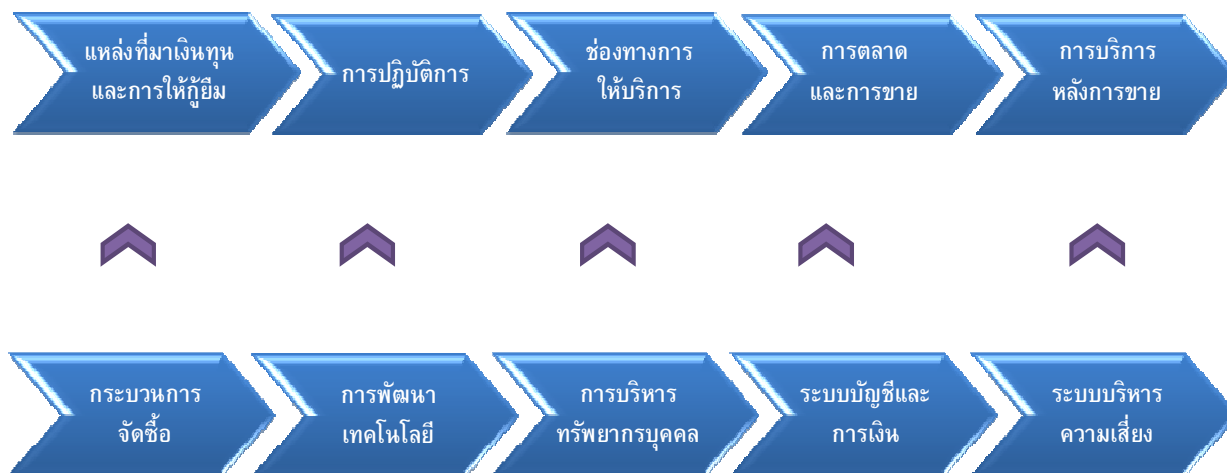 แหล่งที่มาเงินทุน
และการให้กู้ยืม
การปฏิบัติการ
ช่องทางการ
ให้บริการ
การตลาด
และการขาย
การบริการ
หลังการขาย
กระบวนการ
จัดซื้อ
การพัฒนา
เทคโนโลยี
การบริหาร
ทรัพยากรบุคคล
ระบบบัญชีและ
การเงิน
ระบบบริหาร
ความเสี่ยง